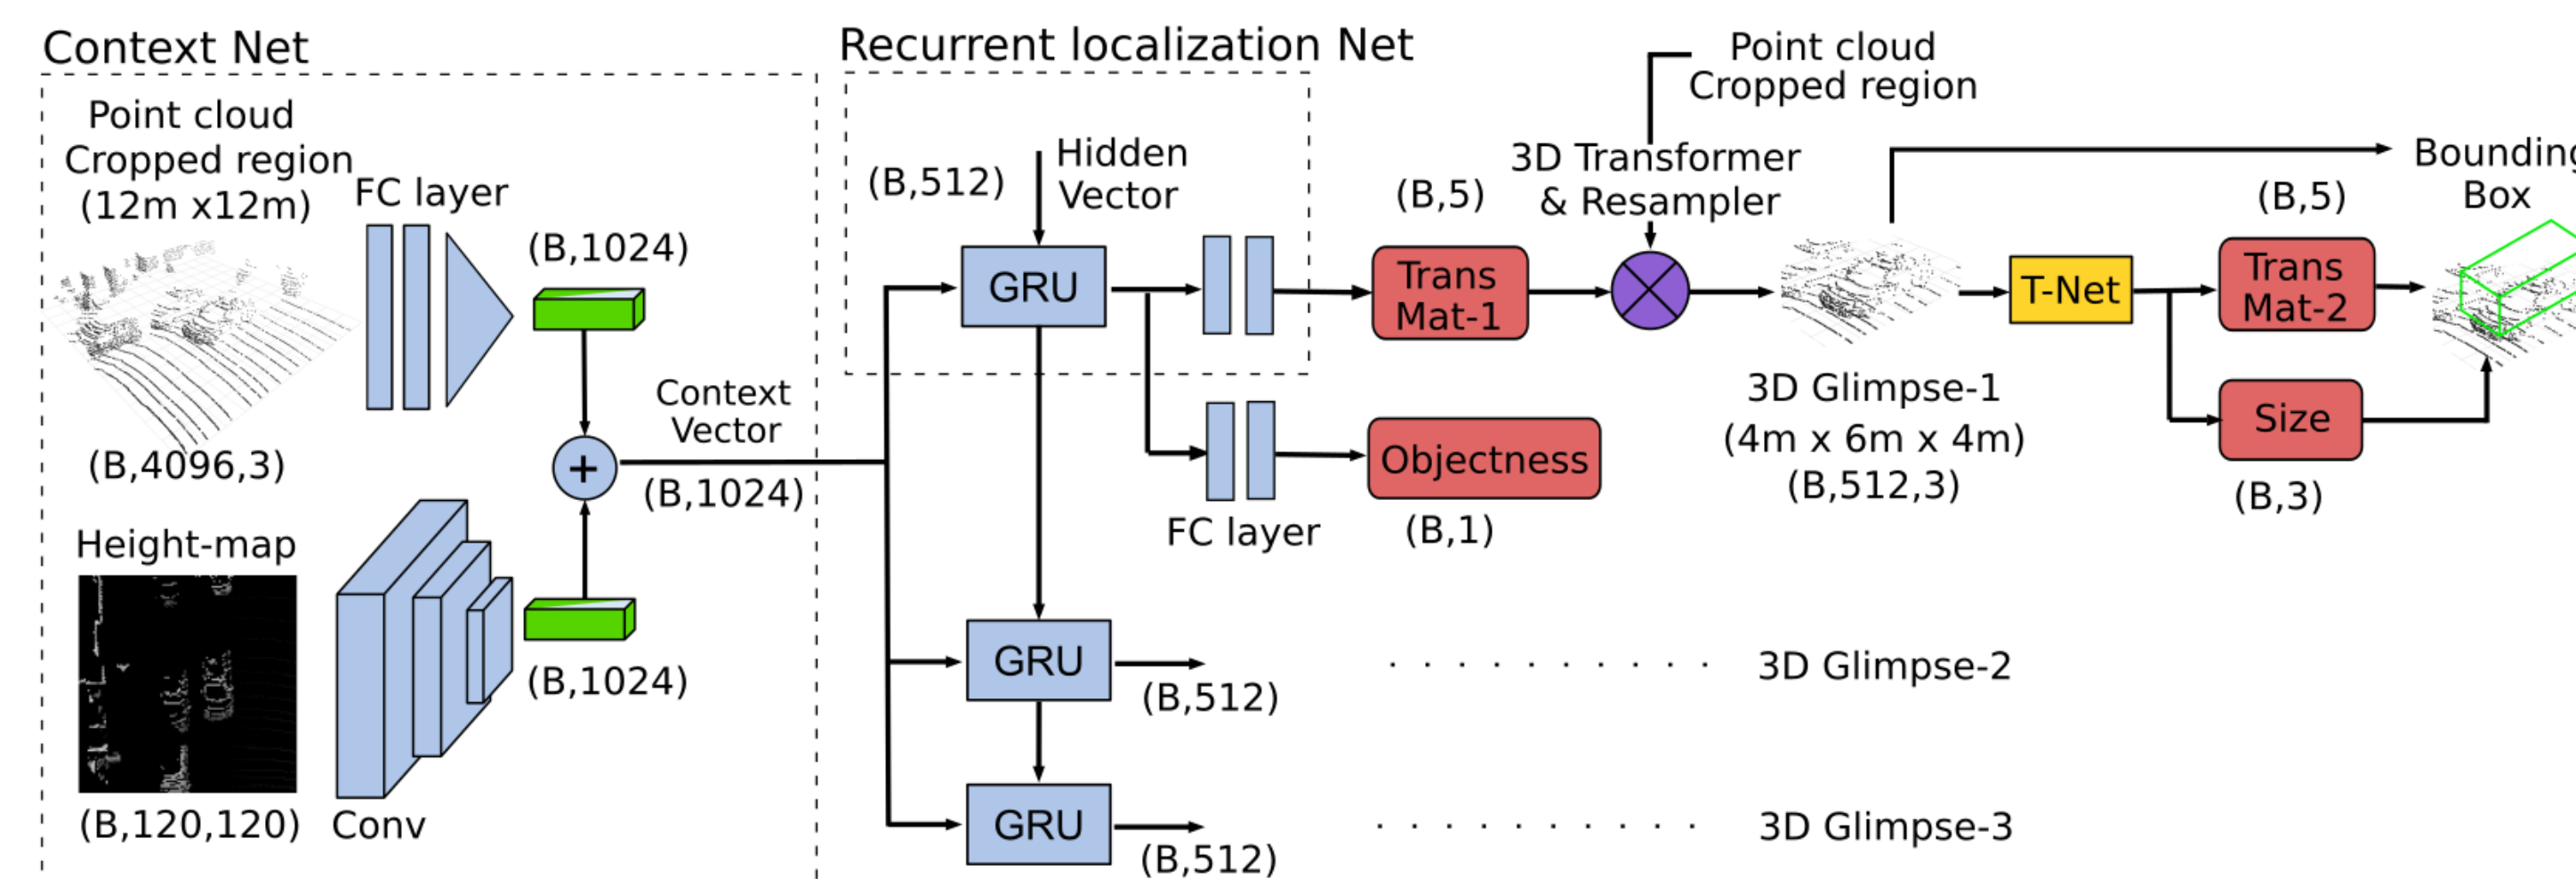 Context Net
Point cloud
Cropped region
(12m x12m)
FC layer
(B,1024)
(B,4096,3)
Context
Vector
(B,1024)
Height-map
(B,120,120)
Conv
(B,1024)
+
Recurrent localization Net
(B,512)
Hidden
Vector
GRU
FC layer
Trans
Mat-1
(B,5)
Objectness
(B,1)
3D Transformer
& Resampler
Point cloud
Cropped region
3D Glimpse-1
(4m x 6m x 4m)
(B,512,3)
T-Net
(B,5)
Trans
Mat-2
Size
(B,3)
Bounding
Box
GRU
(B,512)
. . . . . . . . . .
3D Glimpse-2
GRU
(B,512)
. . . . . . . . . .
3D Glimpse-3